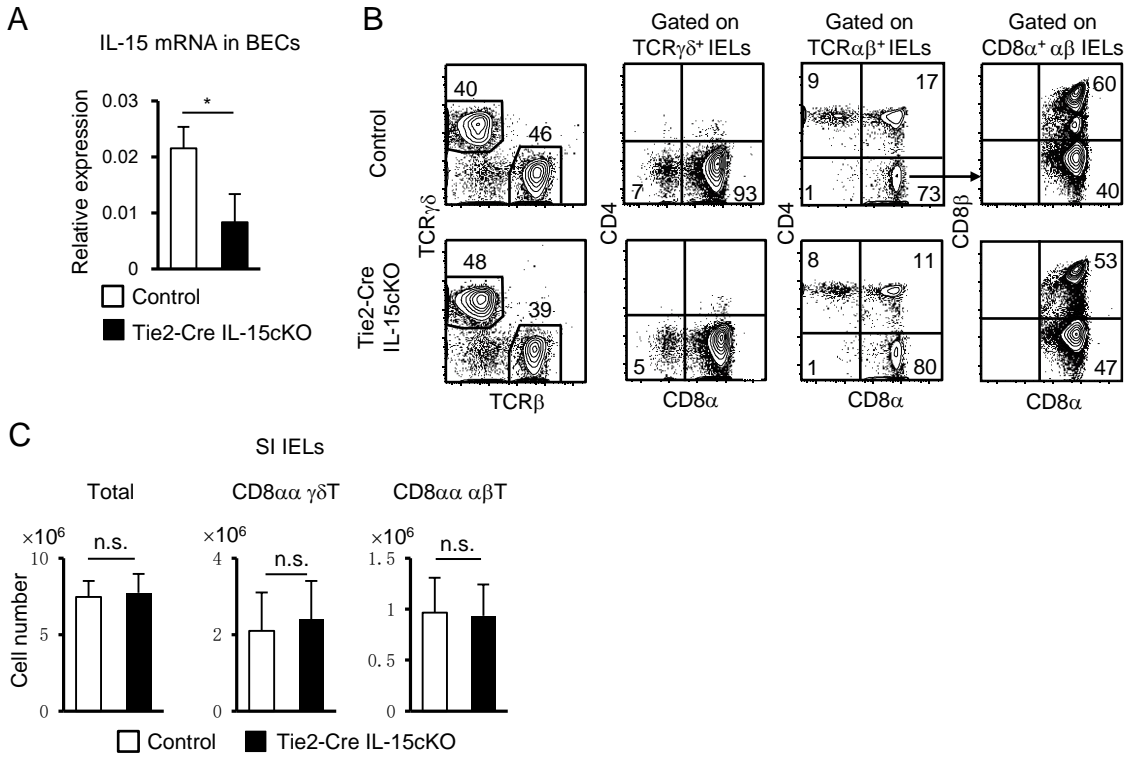 A
IL-15 mRNA in BECs
Relative expression
0.03
0.02
0.01
0
*
Control
Tie2-Cre IL-15cKO
B
Gated on
TCRγδ⁺ IELs
Gated on
TCRαβ⁺ IELs
Gated on
CD8α⁺ αβ IELs
Control
TCRγδ
40
46
CD4
7
93
CD4
9
17
1
73
CD8β
60
40
Tie2-Cre
IL-15cKO
48
39
5
8
11
1
80
53
47
TCRβ
CD8α
CD8α
CD8α
C
SI IELs
Total
CD8αα γδT
CD8αα αβT
Cell number
×10⁶
10
5
0
n.s.
×10⁶
4
2
0
n.s.
×10⁶
1.5
1
0.5
0
n.s.
Control
Tie2-Cre IL-15cKO